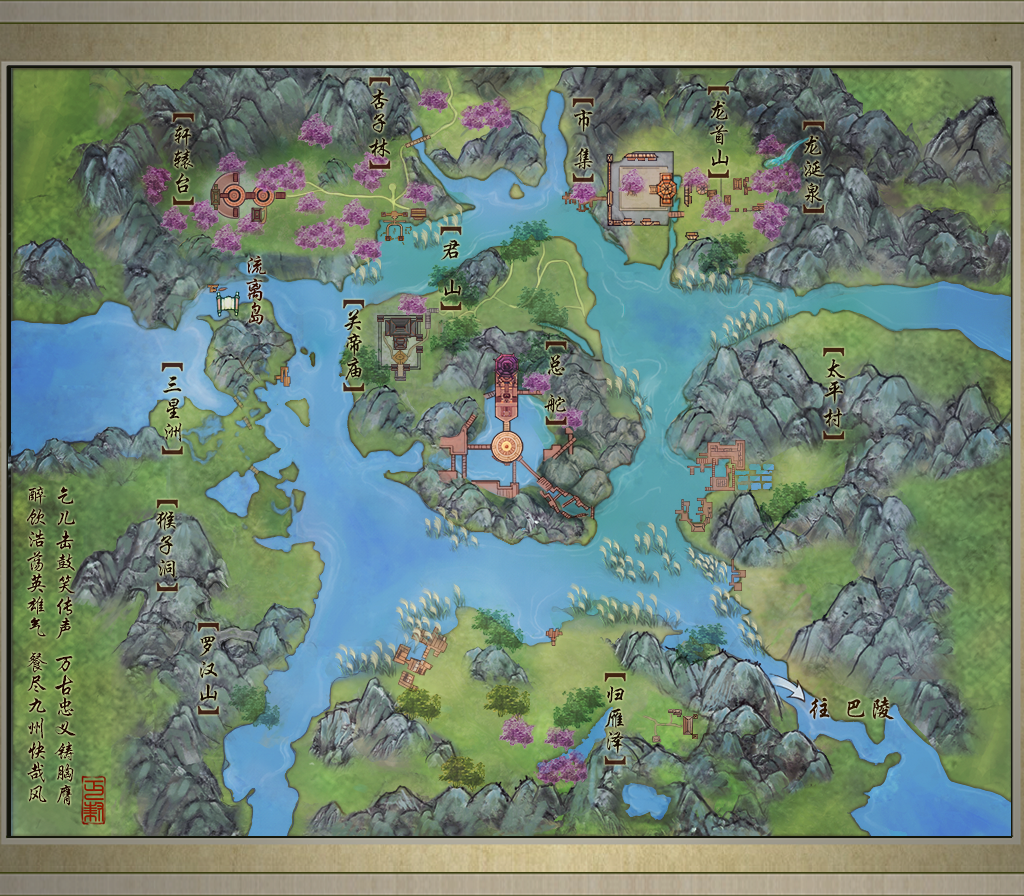 【轩辕台】
【杏子林】
【市集】
【龙首山】
【龙涎泉】
【君山】
流离岛
【关帝庙】
【总舵】
【三星洲】
【太平村】
【猴子洞】
【罗汉山】
【归雁泽】
往巴陵
乞儿击鼓笑传声 万古忠义铸胸膺
醉饮浩荡英雄气 餐尽九州快哉风